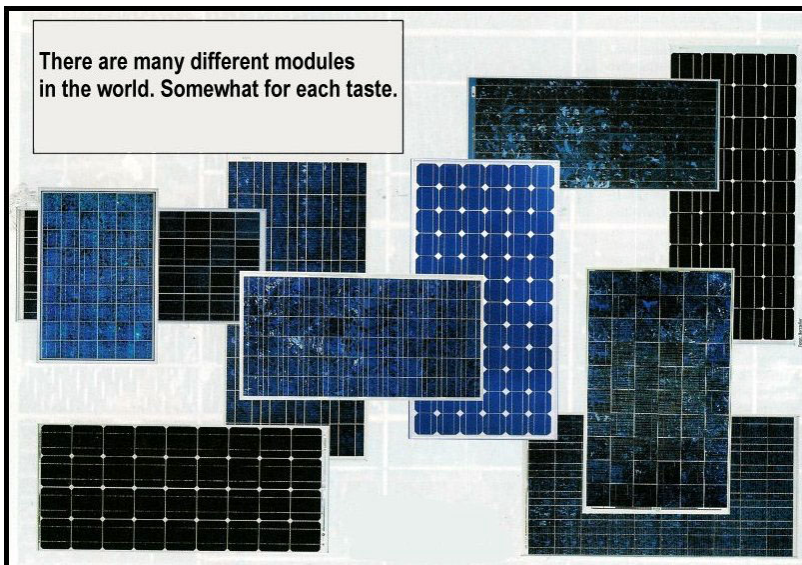 There are many different modules
in the world. Somewhat for each taste.